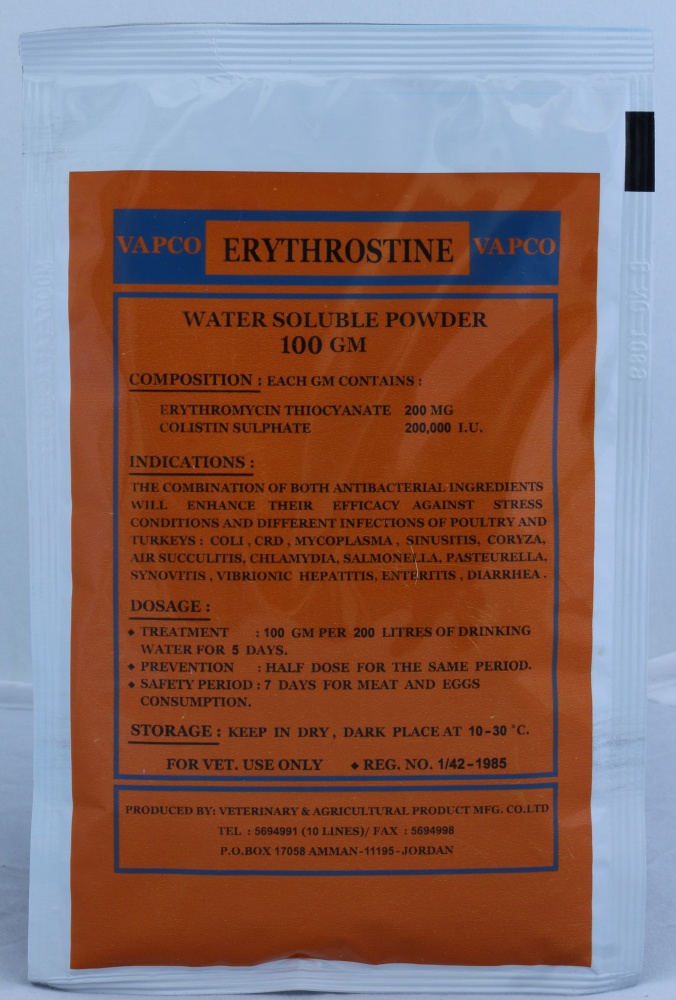 VAPCO ERYTHROSTINE VAPCO
WATER SOLUBLE POWDER
100 GM
COMPOSITION : EACH GM CONTAINS :
ERYTHROMYCIN THIOCYANATE 200 MG
COLISTIN SULPHATE 200,000 I.U.
INDICATIONS :
THE COMBINATION OF BOTH ANTIBACTERIAL INGREDIENTS
WILL ENHANCE THEIR EFFICACY AGAINST STRESS
CONDITIONS AND DIFFERENT INFECTIONS OF POULTRY AND
TURKEYS : COLI , CRD , MYCOPLASMA , SINUSITIS, CORYZA,
AIR SUCCULITIS, CHLAMYDIA, SALMONELLA, PASTEURELLA,
SYNOVITIS , VIBRIONIC HEPATITIS, ENTERITIS , DIARRHEA .
DOSAGE :
◆ TREATMENT : 100 GM PER 200 LITRES OF DRINKING
WATER FOR 5 DAYS.
◆ PREVENTION : HALF DOSE FOR THE SAME PERIOD.
◆ SAFETY PERIOD : 7 DAYS FOR MEAT AND EGGS
CONSUMPTION.
STORAGE : KEEP IN DRY , DARK PLACE AT 10-30 °C.
FOR VET. USE ONLY ◆ REG. NO. 1/42-1985
PRODUCED BY: VETERINARY & AGRICULTURAL PRODUCT MFG. CO.LTD
TEL : 5694991 (10 LINES)/ FAX : 5694998
P.O.BOX 17058 AMMAN-11195-JORDAN